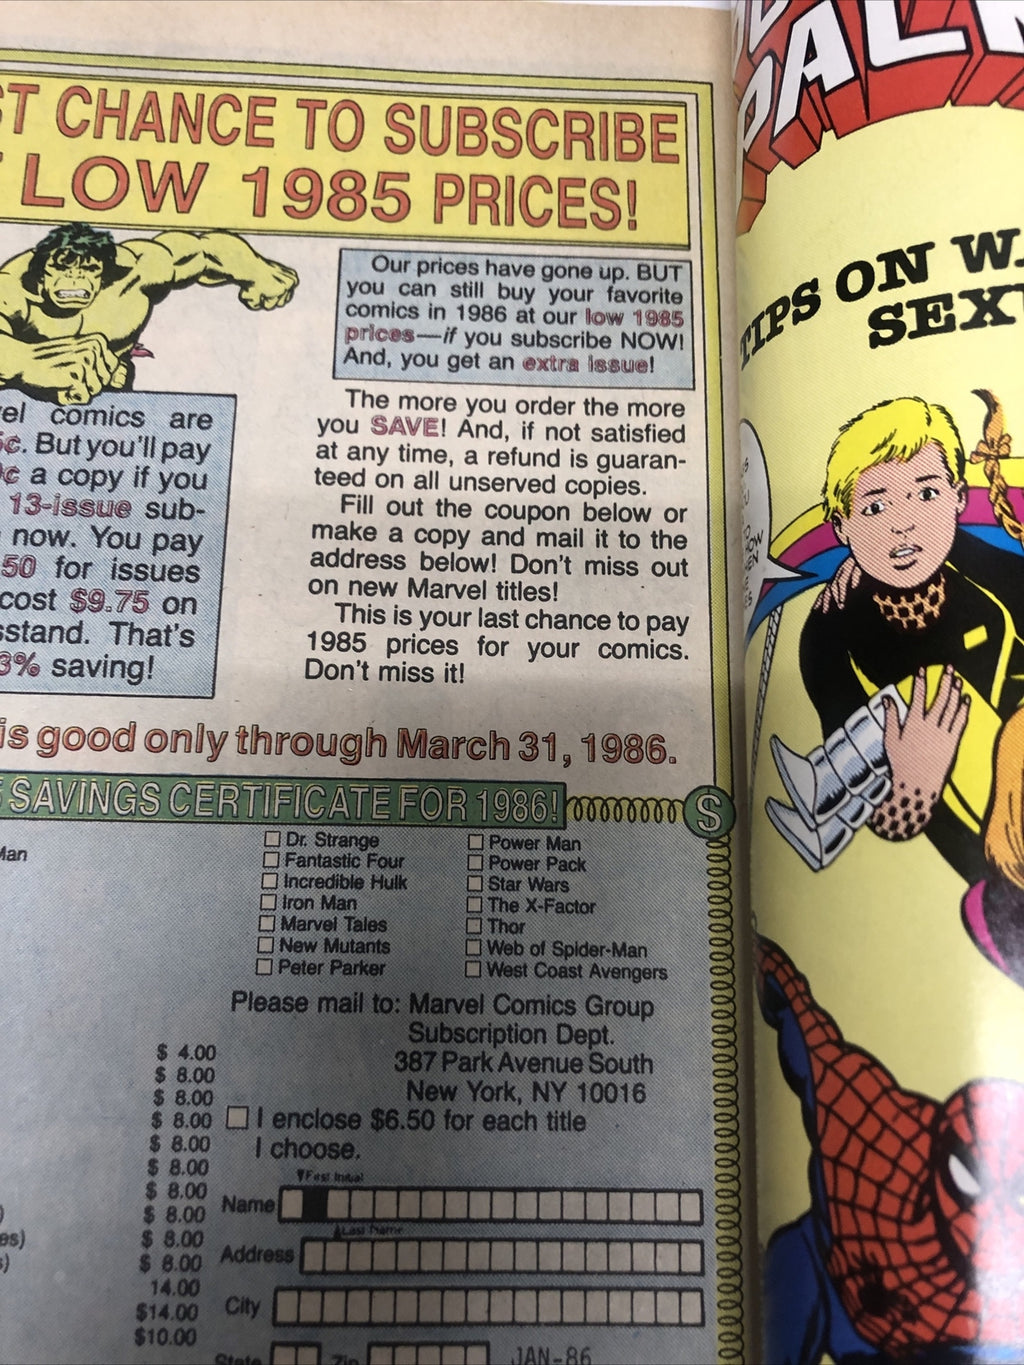 ST CHANCE TO SUBSCRIBE
LOW 1985 PRICES!
Our prices have gone up. BUT
you can still buy your favorite
comics in 1986 at our low 1985
prices—if you subscribe NOW!
And, you get an extra issue!
el comics are
¢. But you'll pay
¢ a copy if you
13-issue sub-
now. You pay
50 for issues
cost $9.75 on
sstand. That's
3% saving!
The more you order the more
you SAVE! And, if not satisfied
at any time, a refund is guaran-
teed on all unserved copies.
Fill out the coupon below or
make a copy and mail it to the
address below! Don't miss out
on new Marvel titles!
This is your last chance to pay
1985 prices for your comics.
Don't miss it!
is good only through March 31, 1986.
SAVINGS CERTIFICATE FOR 1986!
S
Man
Dr. Strange
Fantastic Four
Incredible Hulk
Iron Man
Marvel Tales
New Mutants
Peter Parker
Power Man
Power Pack
Star Wars
The X-Factor
Thor
Web of Spider-Man
West Coast Avengers
Please mail to: Marvel Comics Group
Subscription Dept.
387 Park Avenue South
New York, NY 10016
$ 4.00
$ 8.00
$ 8.00
$ 8.00
$ 8.00
$ 8.00
$ 8.00
$ 8.00
$ 8.00
$ 8.00
14.00
$14.00
$10.00
)
es)
s)
I enclose $6.50 for each title
I choose.
First Initial
Name
Last Name
Address
City
State Zip
JAN-86
TIPS ON W
SEX